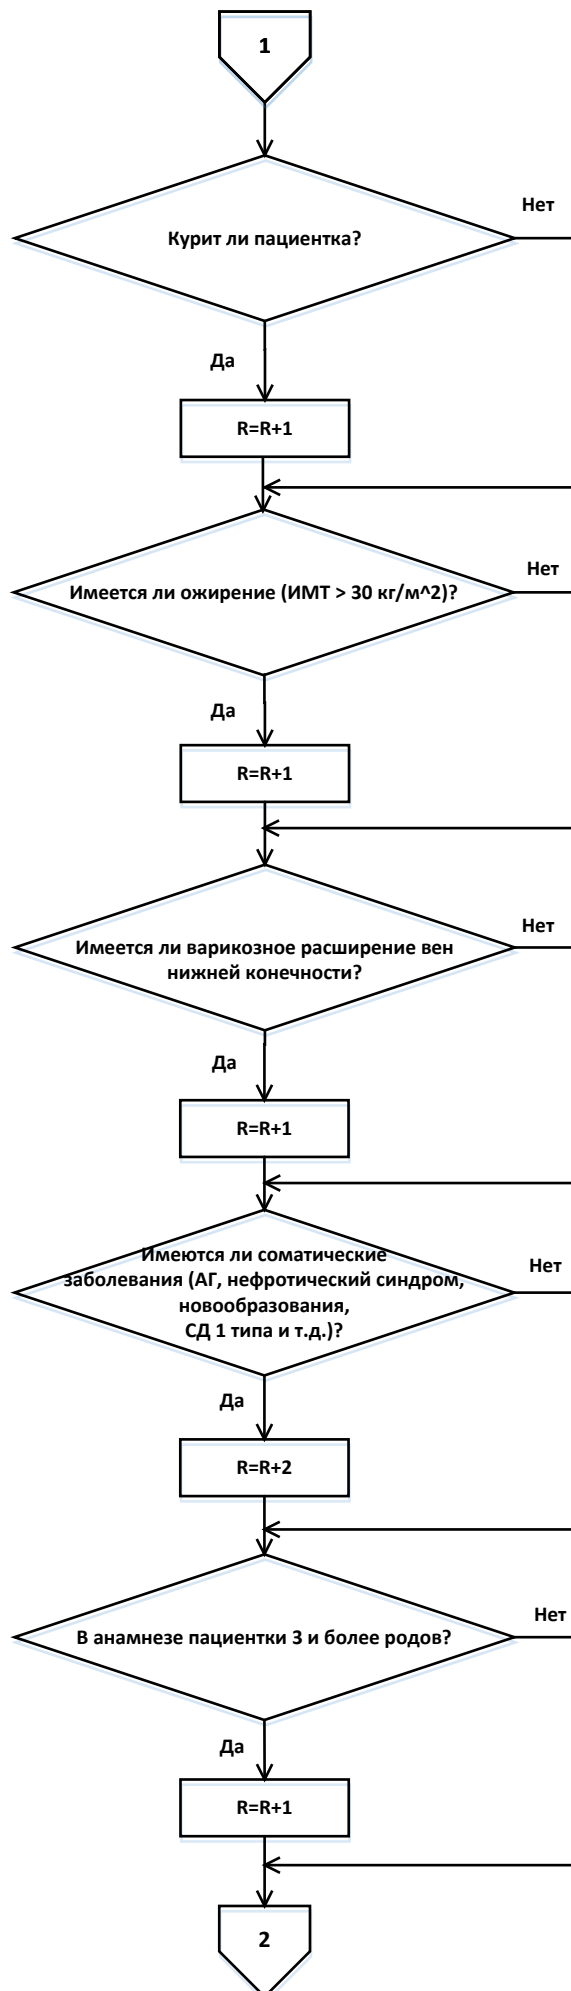 1
Курит ли пациентка?
Нет
Да
R=R+1
Имеется ли ожирение (ИМТ > 30 кг/м^2)?
Нет
Да
R=R+1
Имеется ли варикозное расширение вен
нижней конечности?
Нет
Да
R=R+1
Имеются ли соматические
заболевания (АГ, нефротический синдром,
новообразования,
СД 1 типа и т.д.)?
Нет
Да
R=R+2
В анамнезе пациентки 3 и более родов?
Нет
Да
R=R+1
2